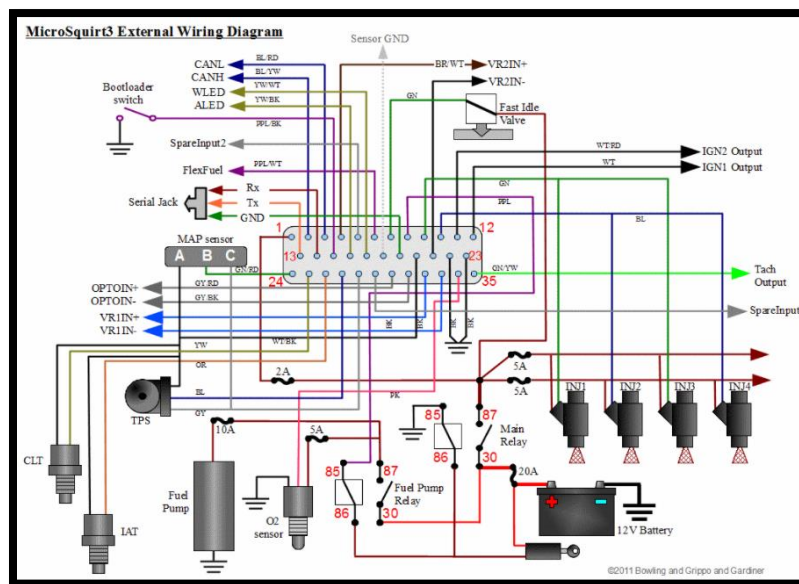 MicroSquirt3 External Wiring Diagram
Sensor GND
CANL
BL/RD
BR/WT
VR2IN+
CANH
BL/YW
WLED
YW/WT
VR2IN-
ALED
YW/BK
GN
Bootloader
switch
PPL/BK
Fast Idle
Valve
SpareInput2
WT/RD
IGN2 Output
WT
IGN1 Output
FlexFuel
PPL/WT
GN
Rx
PPL
Serial Jack
Tx
BL
GND
1
12
MAP sensor
A B C
13
23
GN/RD
24
35
GN/YW
Tach
Output
OPTOIN+
GY/RD
OPTOIN-
GY/BK
SpareInput
VR1IN+
VR1IN-
BK
BK
BK
BK
WT/BK
YW
OR
2A
5A
5A
BL
PK
INJ1
INJ2
INJ3
INJ4
TPS
GY
10A
5A
85
87
Main
Relay
86
30
20A
CLT
85
87
Fuel
Pump
Fuel Pump
Relay
86
30
O2
sensor
IAT
+ -
12V Battery
©2011 Bowling and Grippo and Gardiner